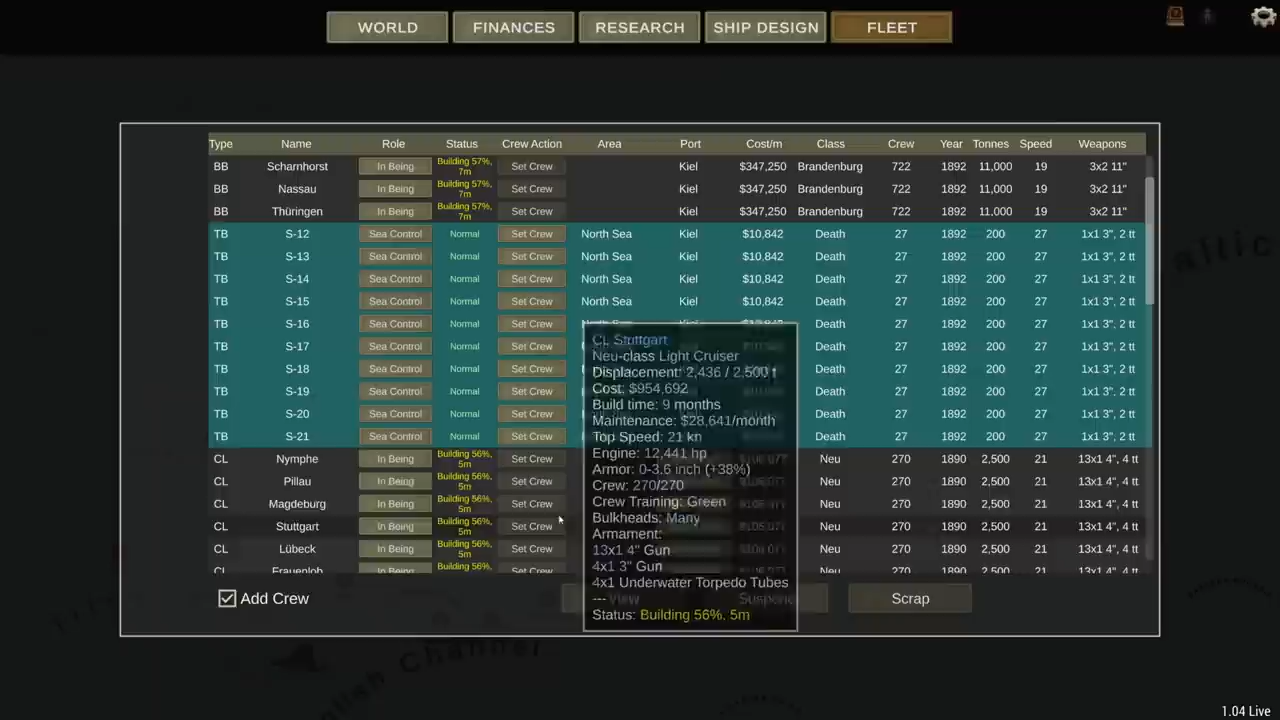 WORLD FINANCES RESEARCH SHIP DESIGN FLEET
Type Name Role Status Crew Action Area Port Cost/m Class Crew Year Tonnes Speed Weapons
BB Scharnhorst In Being Building 57%, 7m Set Crew Kiel $347,250 Brandenburg 722 1892 11,000 19 3x2 11"
BB Nassau In Being Building 57%, 7m Set Crew Kiel $347,250 Brandenburg 722 1892 11,000 19 3x2 11"
BB Thüringen In Being Building 57%, 7m Set Crew Kiel $347,250 Brandenburg 722 1892 11,000 19 3x2 11"
TB S-12 Sea Control Normal Set Crew North Sea Kiel $10,842 Death 27 1892 200 27 1x1 3", 2 tt
TB S-13 Sea Control Normal Set Crew North Sea Kiel $10,842 Death 27 1892 200 27 1x1 3", 2 tt
TB S-14 Sea Control Normal Set Crew North Sea Kiel $10,842 Death 27 1892 200 27 1x1 3", 2 tt
TB S-15 Sea Control Normal Set Crew North Sea Kiel $10,842 Death 27 1892 200 27 1x1 3", 2 tt
TB S-16 Sea Control Normal Set Crew Death 27 1892 200 27 1x1 3", 2 tt
TB S-17 Sea Control Normal Set Crew Death 27 1892 200 27 1x1 3", 2 tt
TB S-18 Sea Control Normal Set Crew Death 27 1892 200 27 1x1 3", 2 tt
TB S-19 Sea Control Normal Set Crew Death 27 1892 200 27 1x1 3", 2 tt
TB S-20 Sea Control Normal Set Crew Death 27 1892 200 27 1x1 3", 2 tt
TB S-21 Sea Control Normal Set Crew Death 27 1892 200 27 1x1 3", 2 tt
CL Nymphe In Being Building 56%, 5m Set Crew Neu 270 1890 2,500 21 13x1 4", 4 tt
CL Pillau In Being Building 56%, 5m Set Crew Neu 270 1890 2,500 21 13x1 4", 4 tt
CL Magdeburg In Being Building 56%, 5m Set Crew Neu 270 1890 2,500 21 13x1 4", 4 tt
CL Stuttgart In Being Building 56%, 5m Set Crew Neu 270 1890 2,500 21 13x1 4", 4 tt
CL Lübeck In Being Building 56%, 5m Set Crew Neu 270 1890 2,500 21 13x1 4", 4 tt
CL Frauenlob In Being Building 56%, Set Crew Neu 270 1890 2,500 21 13x1 4", 4 tt
CL Stuttgart
Neu-class Light Cruiser
Displacement: 2,436 / 2,500 t
Cost: $954,692
Build time: 9 months
Maintenance: $28,641/month
Top Speed: 21 kn
Engine: 12,441 hp
Armor: 0-3.6 inch (+38%)
Crew: 270/270
Crew Training: Green
Bulkheads: Many
Armament:
13x1 4" Gun
4x1 3" Gun
4x1 Underwater Torpedo Tubes
---
Status: Building 56%. 5m
Add Crew View Suspend Scrap
Channel
1.04 Live